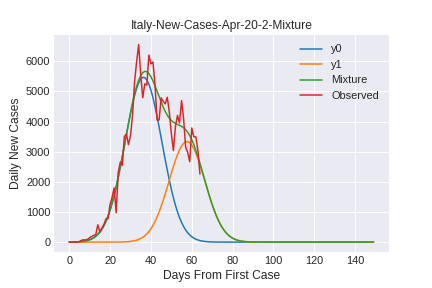 Italy-New-Cases-Apr-20-2-Mixture
y0
y1
Mixture
Observed
Daily New Cases
6000
5000
4000
3000
2000
1000
0
0 20 40 60 80 100 120 140
Days From First Case